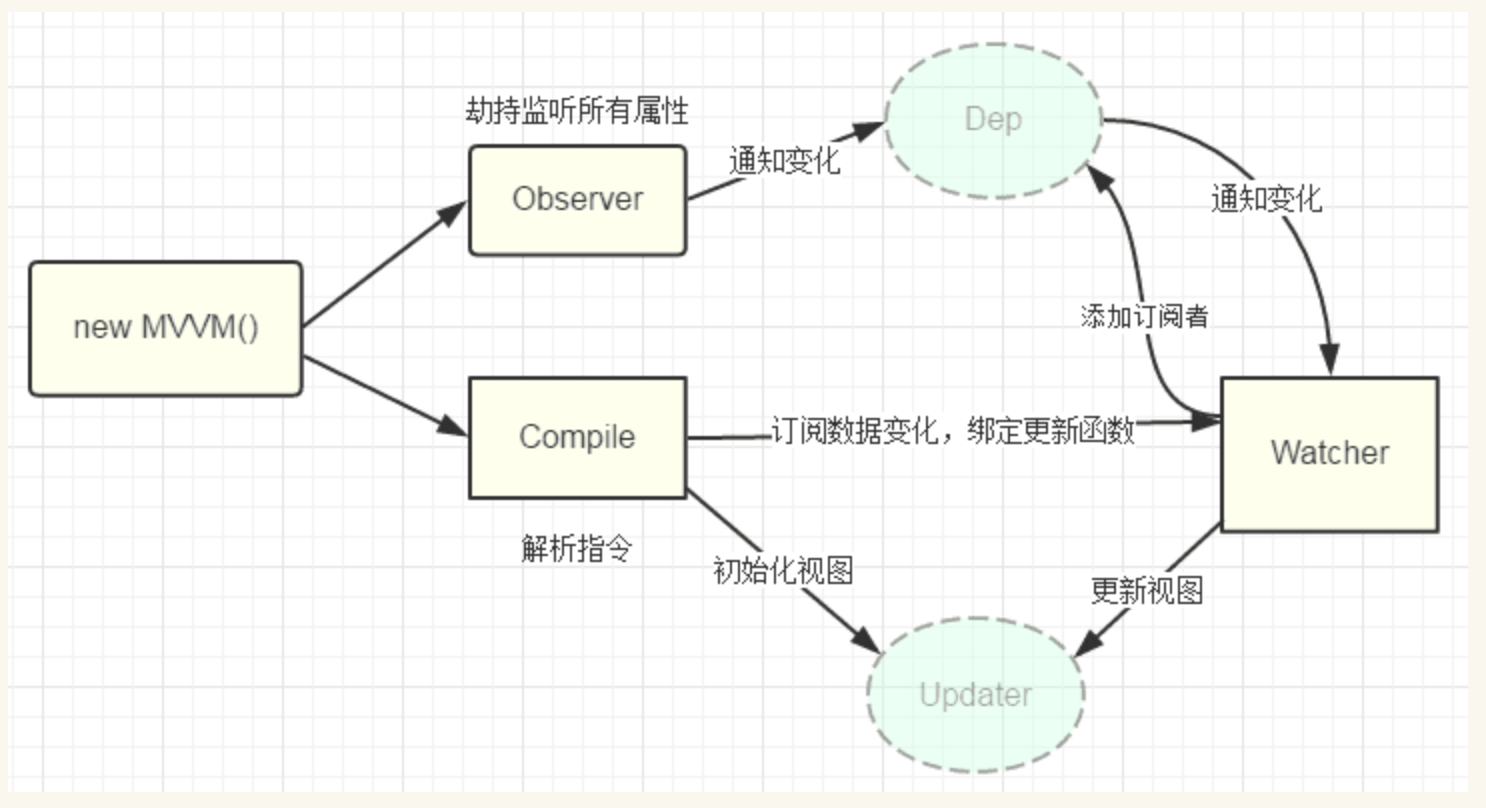 Dep
劫持监听所有属性
通知变化
Observer
通知变化
new MVVM()
添加订阅者
Compile
订阅数据变化，绑定更新函数
Watcher
解析指令
初始化视图
更新视图
Updater